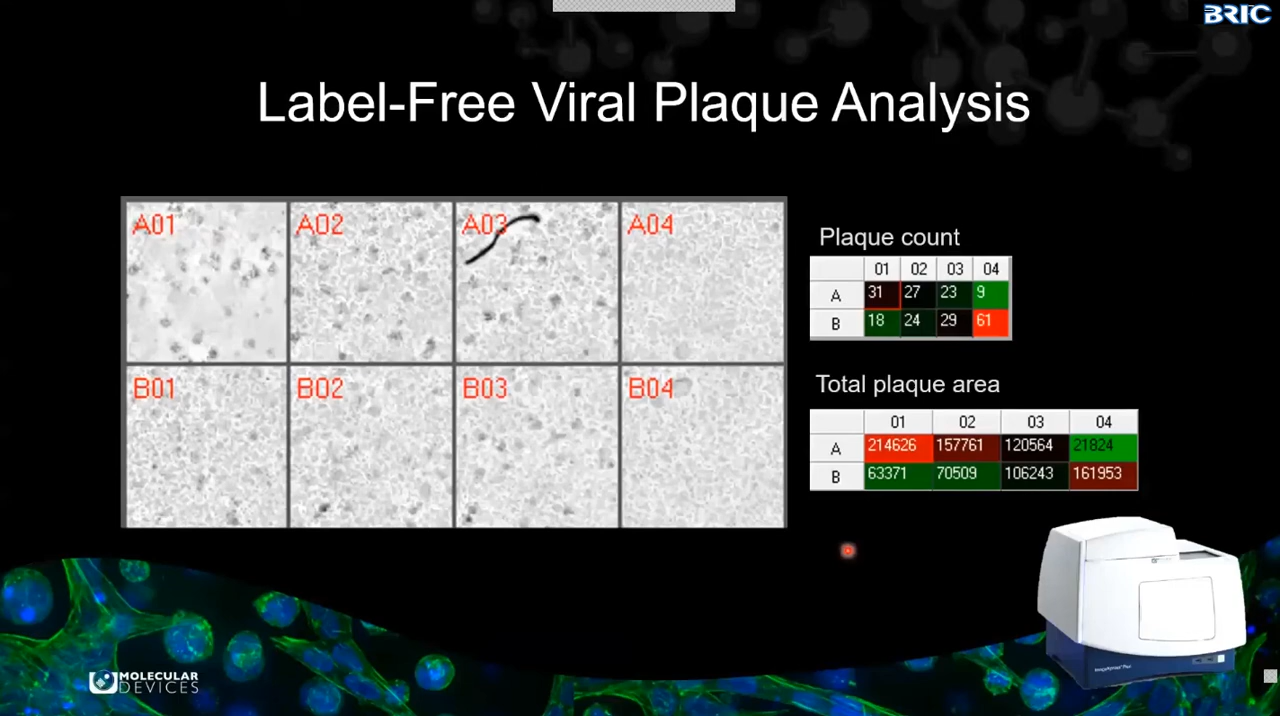 BRIC
Label-Free Viral Plaque Analysis
A01 A02 A03 A04
B01 B02 B03 B04
Plaque count
01 02 03 04
A 31 27 23 9
B 18 24 29 61
Total plaque area
01 02 03 04
A 214626 157761 120564 21824
B 63371 70509 106243 161953
MOLECULAR
DEVICES